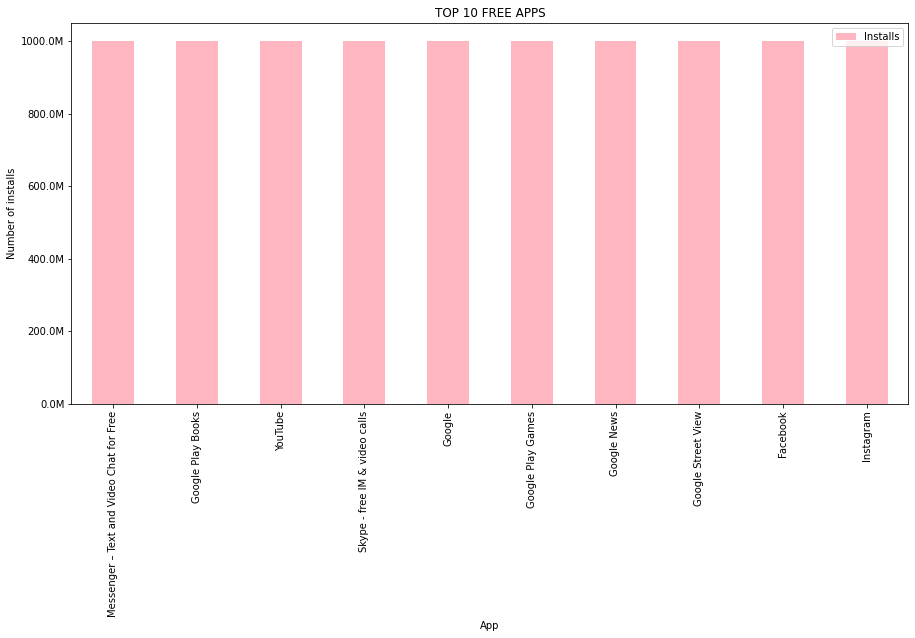 TOP 10 FREE APPS
Installs
Number of installs
1000.0M
800.0M
600.0M
400.0M
200.0M
0.0M
Messenger – Text and Video Chat for Free
Google Play Books
YouTube
Skype - free IM & video calls
Google
Google Play Games
Google News
Google Street View
Facebook
Instagram
App